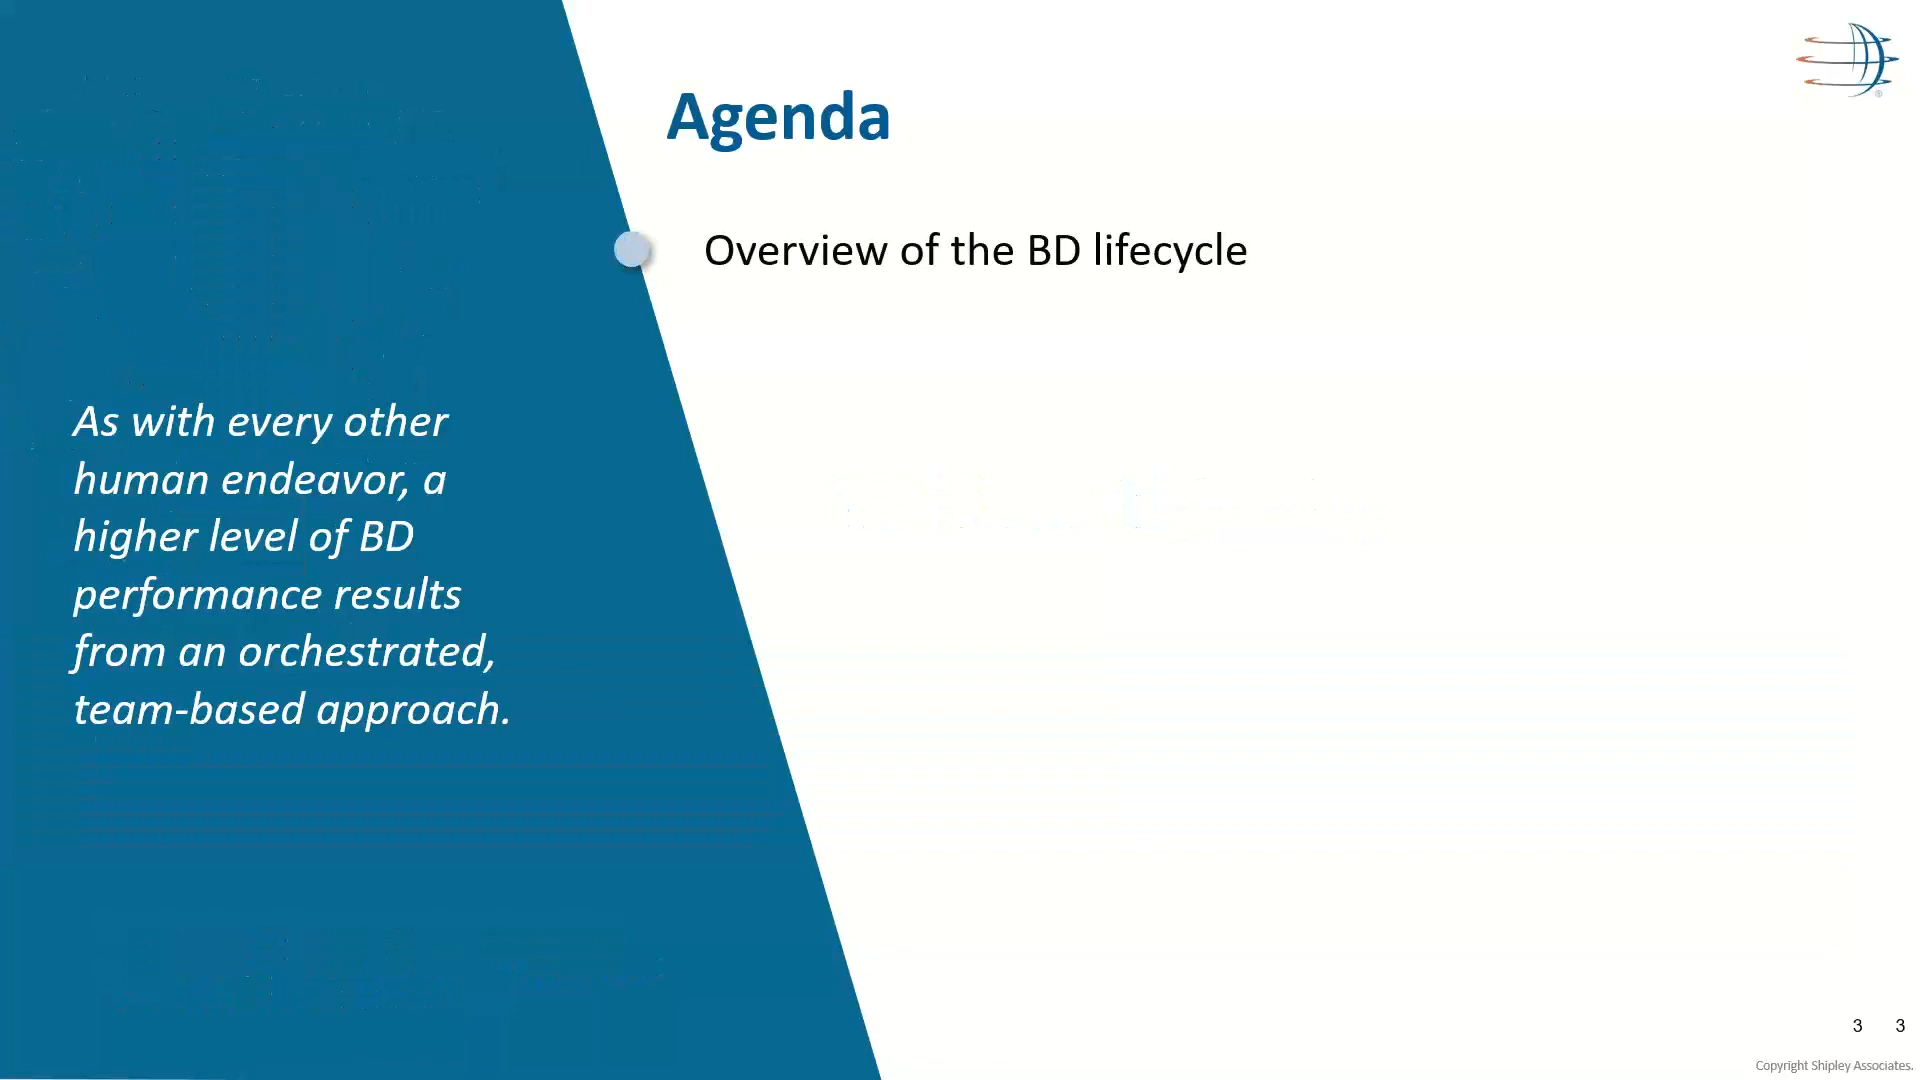 Agenda
Overview of the BD lifecycle
As with every other
human endeavor, a
higher level of BD
performance results
from an orchestrated,
team-based approach.
3 3
Copyright Shipley Associates.